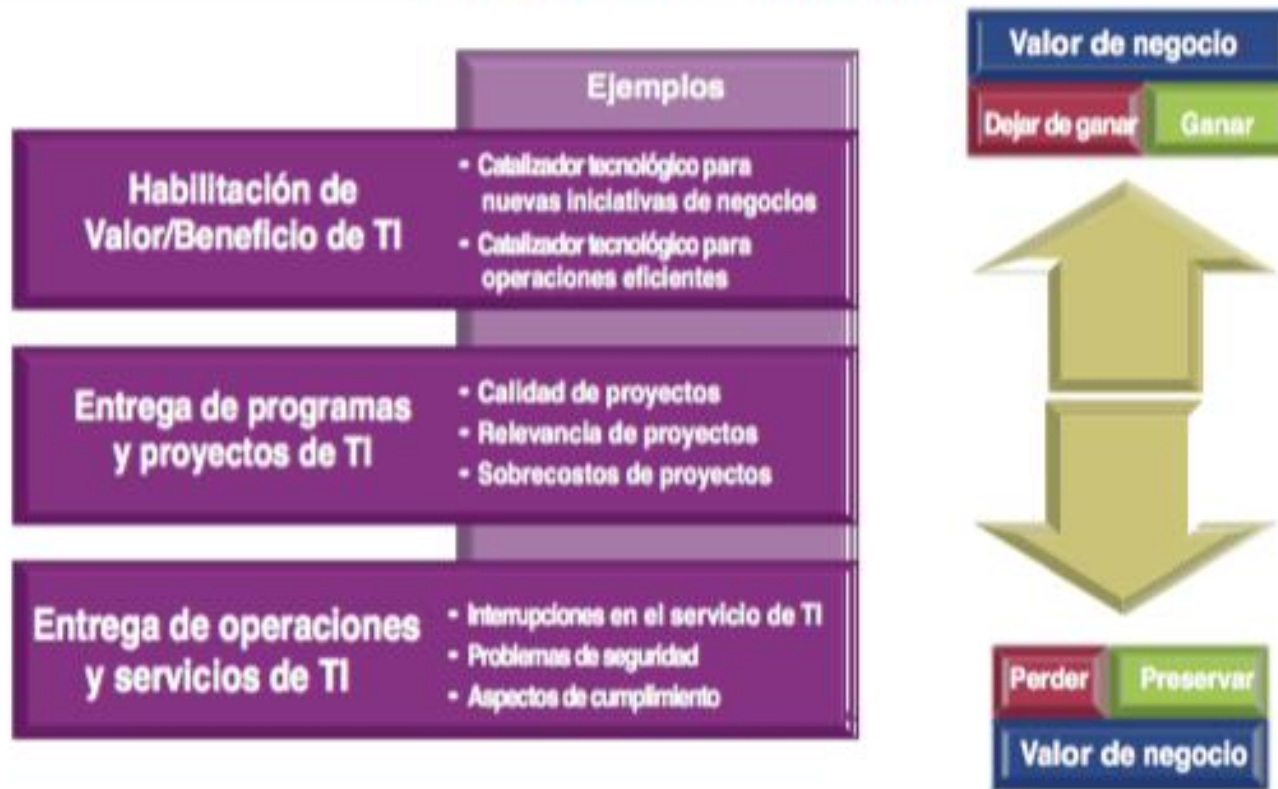 Ejemplos
Habilitación de
Valor/Beneficio de TI
- Catalizador tecnológico para
nuevas iniciativas de negocios
- Catalizador tecnológico para
operaciones eficientes
Entrega de programas
y proyectos de TI
- Calidad de proyectos
- Relevancia de proyectos
- Sobrecostos de proyectos
Entrega de operaciones
y servicios de TI
- Interrupciones en el servicio de TI
- Problemas de seguridad
- Aspectos de cumplimiento
Valor de negocio
Dejar de ganar
Ganar
Perder
Preservar
Valor de negocio